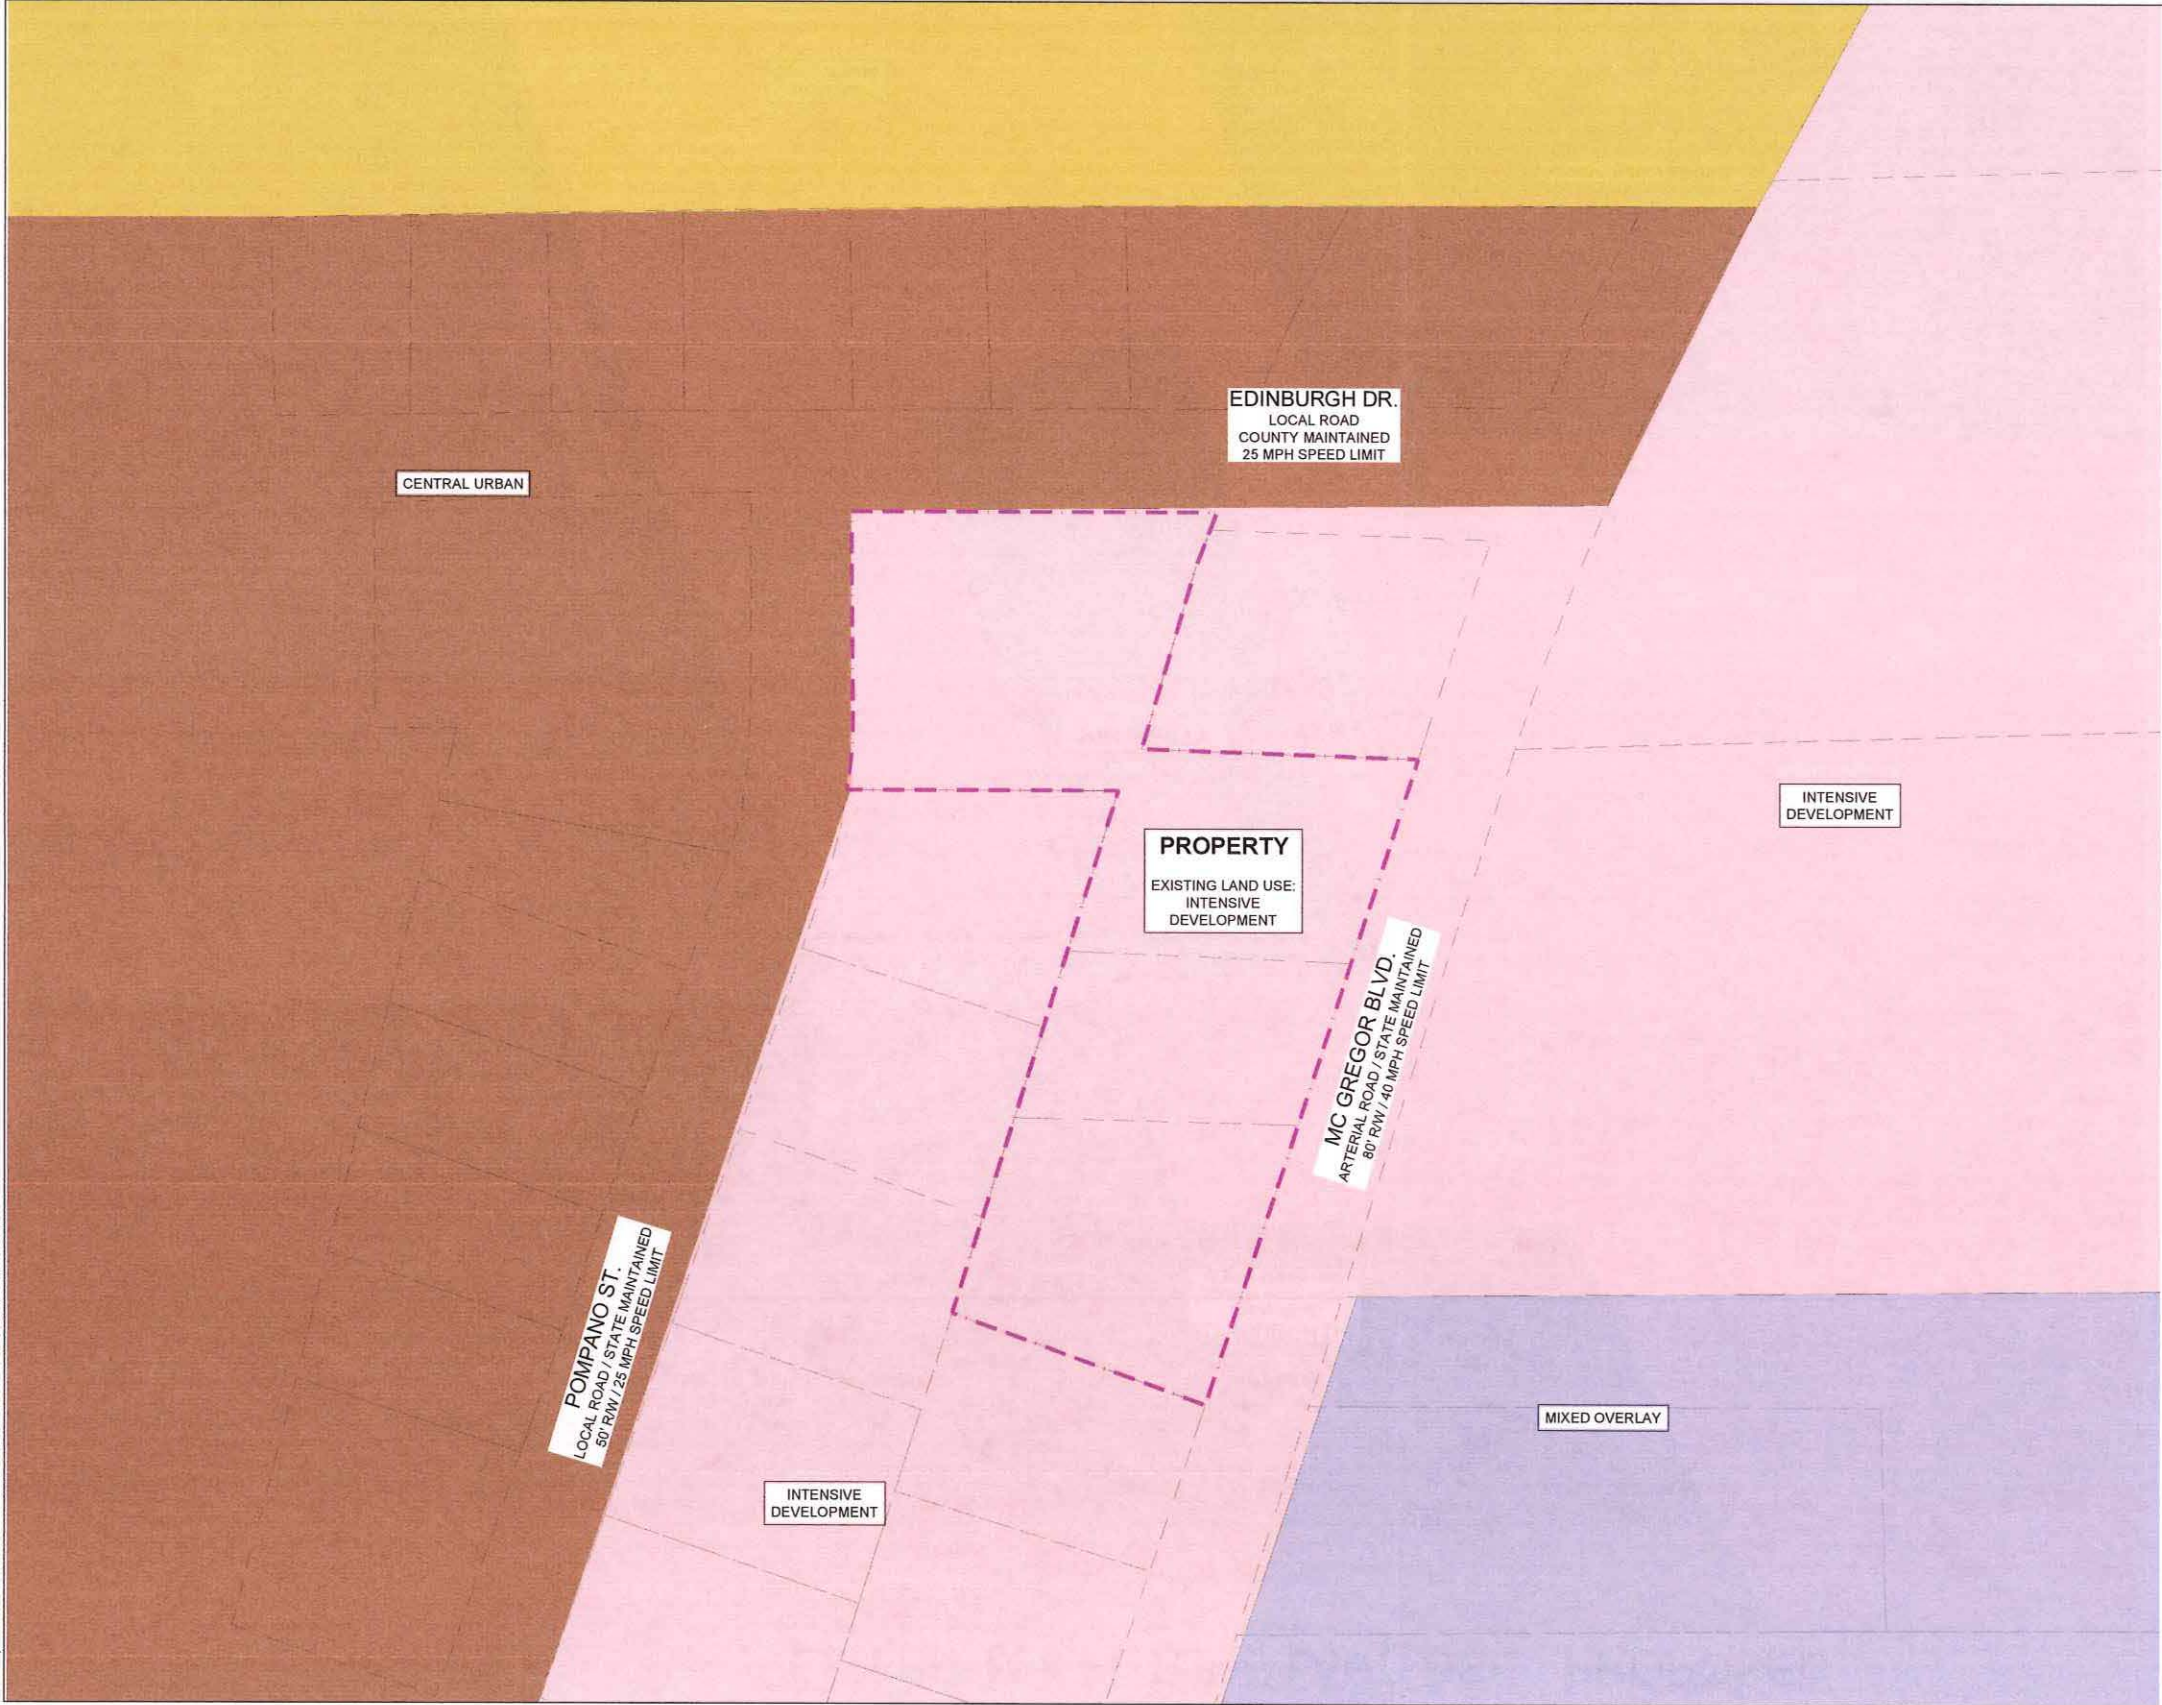 EDINBURGH DR.
LOCAL ROAD
COUNTY MAINTAINED
25 MPH SPEED LIMIT
CENTRAL URBAN
INTENSIVE
DEVELOPMENT
PROPERTY
EXISTING LAND USE:
INTENSIVE
DEVELOPMENT
MC GREGOR BLVD.
ARTERIAL ROAD / STATE MAINTAINED
80' R/W / 40 MPH SPEED LIMIT
POMPANO ST.
LOCAL ROAD / STATE MAINTAINED
50' R/W / 25 MPH SPEED LIMIT
MIXED OVERLAY
INTENSIVE
DEVELOPMENT